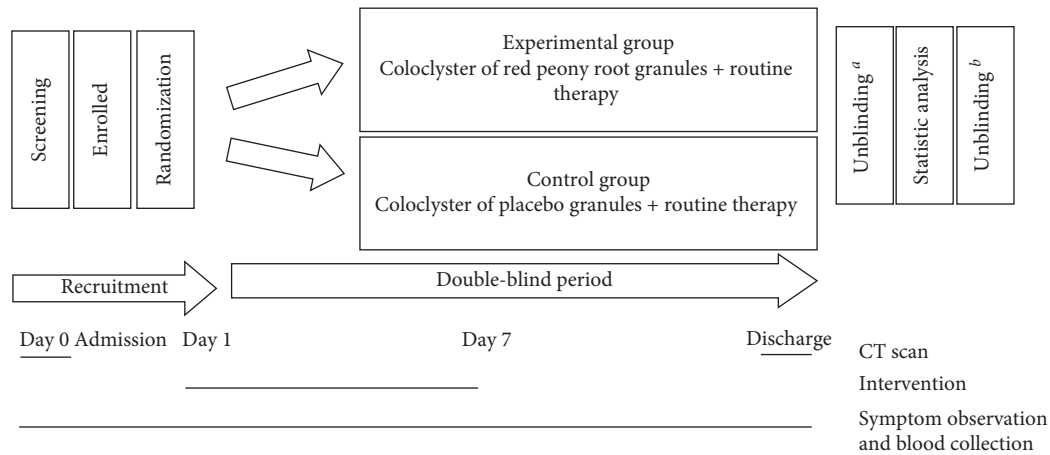 Screening
Enrolled
Randomization
Experimental group
Coloclyster of red peony root granules + routine
therapy
Control group
Coloclyster of placebo granules + routine therapy
Unblinding a
Statistic analysis
Unblinding b
Recruitment
Double-blind period
Day 0 Admission Day 1 Day 7 Discharge
CT scan
Intervention
Symptom observation
and blood collection